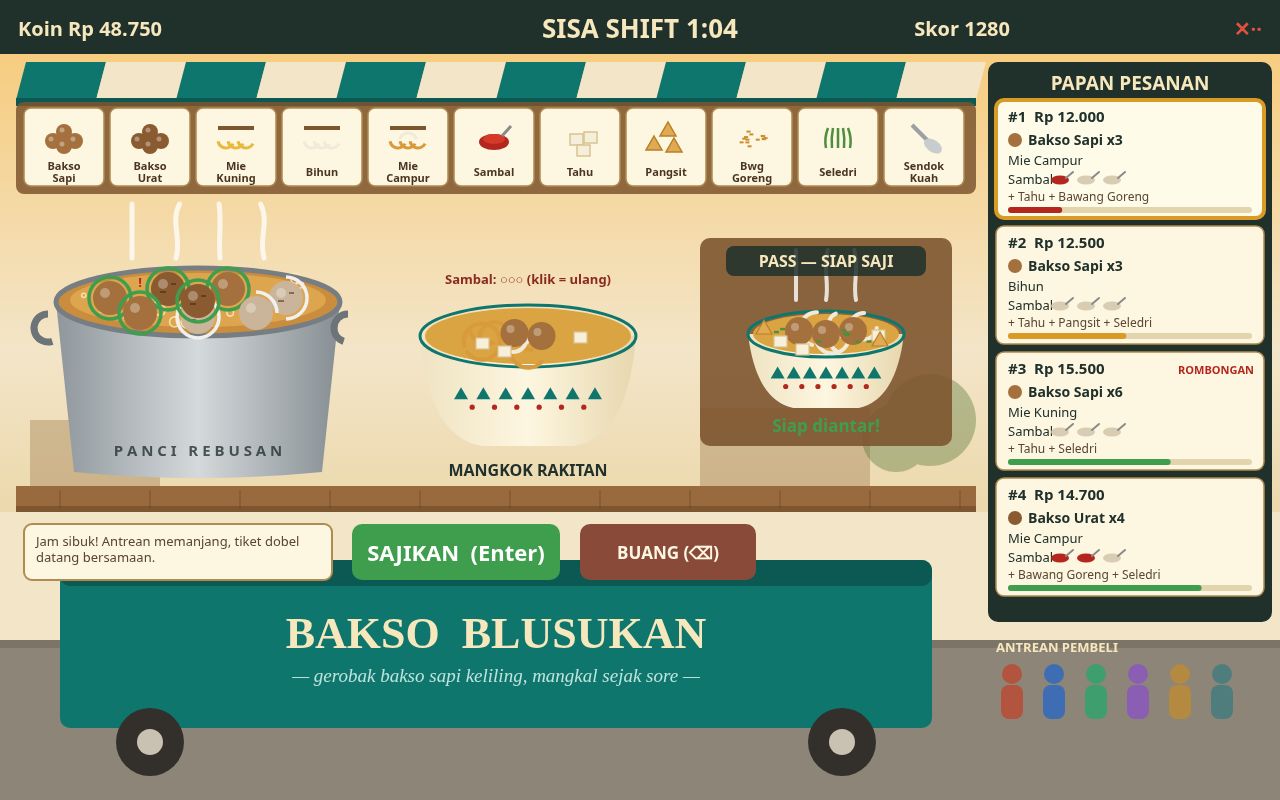 Koin Rp 48.750
SISA SHIFT 1:04
Skor 1280
✕··
Bakso
Sapi
Bakso
Urat
Mie
Kuning
Bihun
Mie
Campur
Sambal
Tahu
Pangsit
Bwg
Goreng
Seledri
Sendok
Kuah
!
PANCI REBUSAN
Sambal: ○○○ (klik = ulang)
MANGKOK RAKITAN
PASS — SIAP SAJI
Siap diantar!
PAPAN PESANAN
#1 Rp 12.000
Bakso Sapi x3
Mie Campur
Sambal
+ Tahu + Bawang Goreng
#2 Rp 12.500
Bakso Sapi x3
Bihun
Sambal
+ Tahu + Pangsit + Seledri
#3 Rp 15.500 ROMBONGAN
Bakso Sapi x6
Mie Kuning
Sambal
+ Tahu + Seledri
#4 Rp 14.700
Bakso Urat x4
Mie Campur
Sambal
+ Bawang Goreng + Seledri
Jam sibuk! Antrean memanjang, tiket dobel
datang bersamaan.
SAJIKAN (Enter)
BUANG (⌫)
BAKSO BLUSUKAN
— gerobak bakso sapi keliling, mangkal sejak sore —
ANTREAN PEMBELI